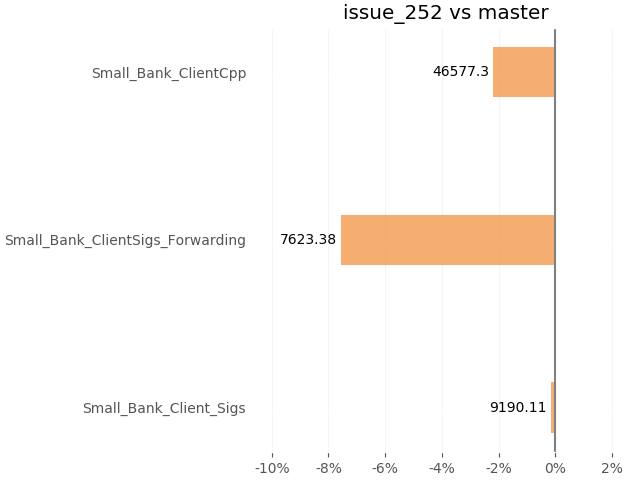 issue_252 vs master
Small_Bank_ClientCpp
46577.3
Small_Bank_ClientSigs_Forwarding
7623.38
Small_Bank_Client_Sigs
9190.11
-10% -8% -6% -4% -2% 0% 2%